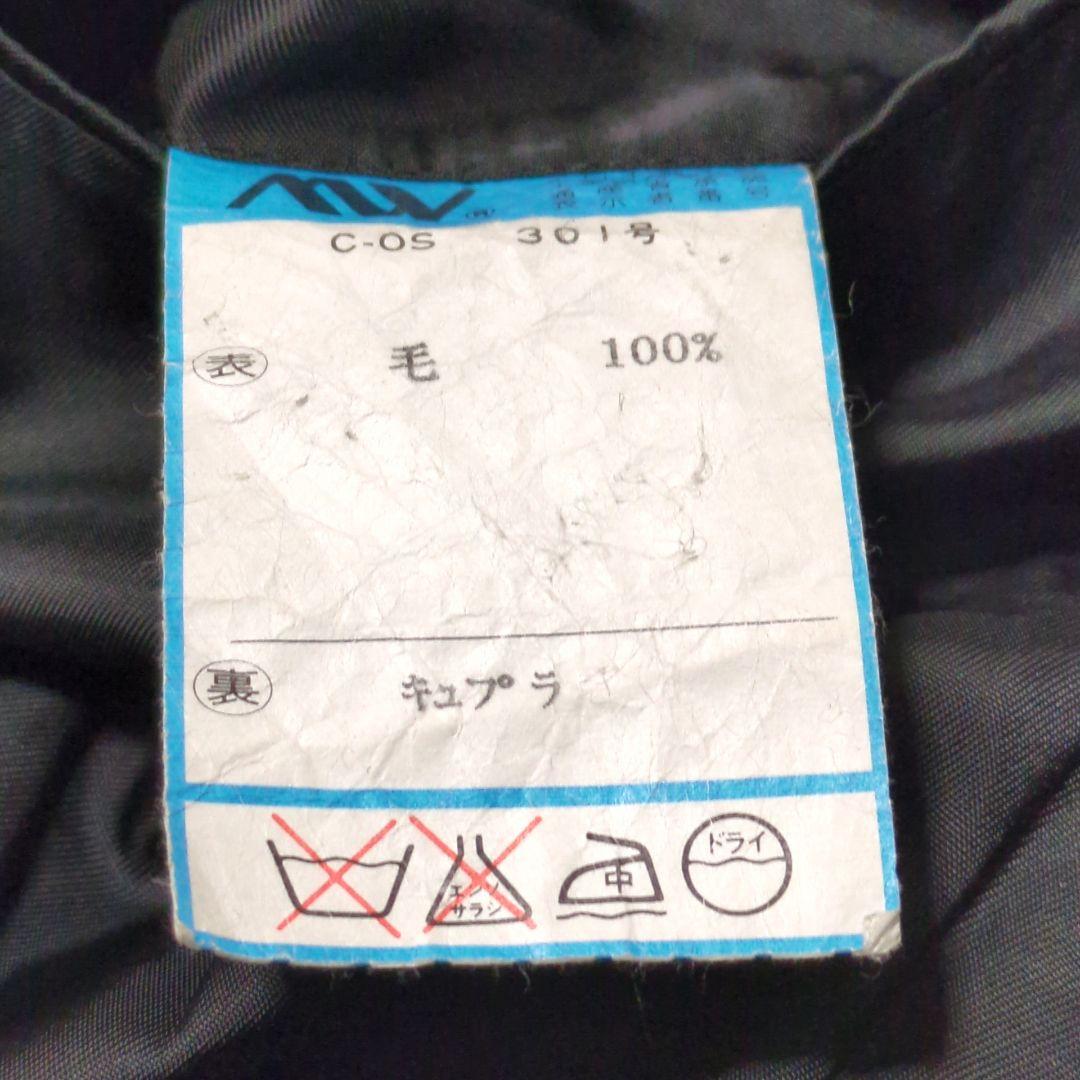 MW®
C-OS 301号
表 毛 100%
裏 キュプラ
エンソ
サラシ
中
ドライ